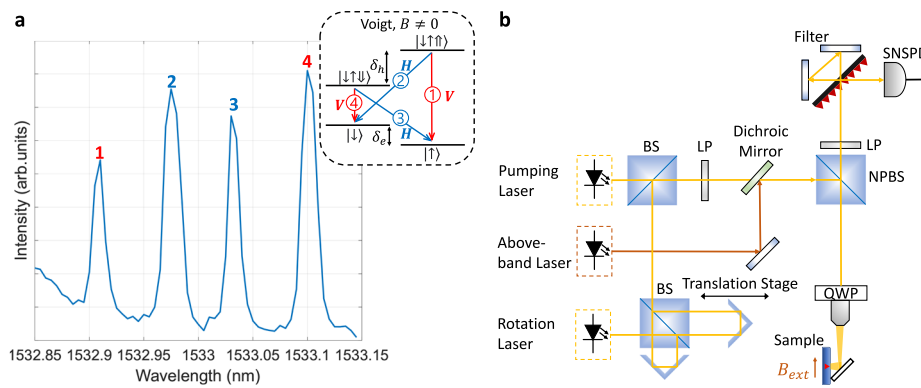 a
Voigt, B ≠ 0
|↓↑⇑⟩
δh
H
2
|↓↑⇓⟩
1
V
V
4
3
|↓⟩
δe
H
|↑⟩
1
2
3
4
Intensity (arb.units)
1532.85
1532.9
1532.95
1533
1533.05
1533.1
1533.15
Wavelength (nm)
b
Filter
SNSPD
BS
LP
Dichroic
Mirror
LP
NPBS
Pumping
Laser
Above-
band Laser
BS
Translation Stage
Rotation
Laser
QWP
Sample
Bext